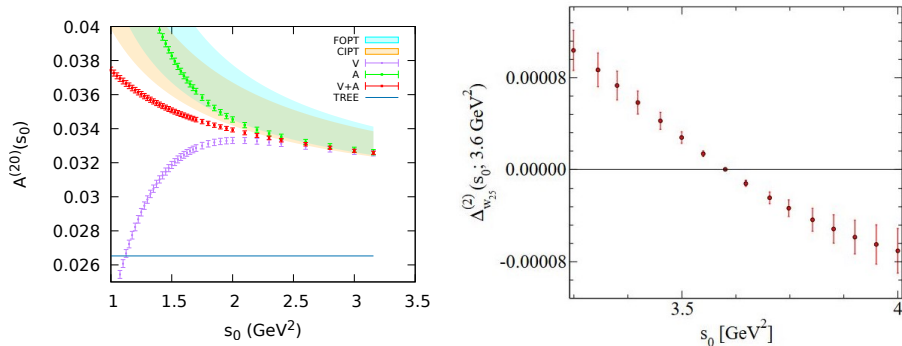 0.04
0.038
0.036
0.034
0.032
0.03
0.028
0.026
A^(20)(s₀)
FOPT
CIPT
V
A
V+A
TREE
1
1.5
2
2.5
3
3.5
s₀ (GeV²)
0.00008
0.00000
-0.00008
Δ^(2)_w₂₅(s₀; 3.6 GeV²)
3.5
4
s₀ [GeV²]